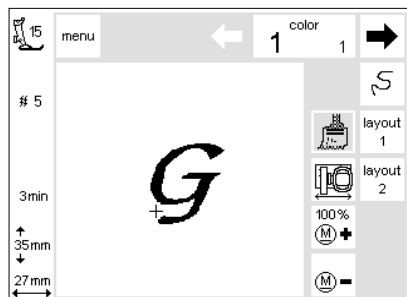 15
menu
color
1
1
# 5
layout
1
layout
2
G
3min
100%
M +
35mm
M -
27mm